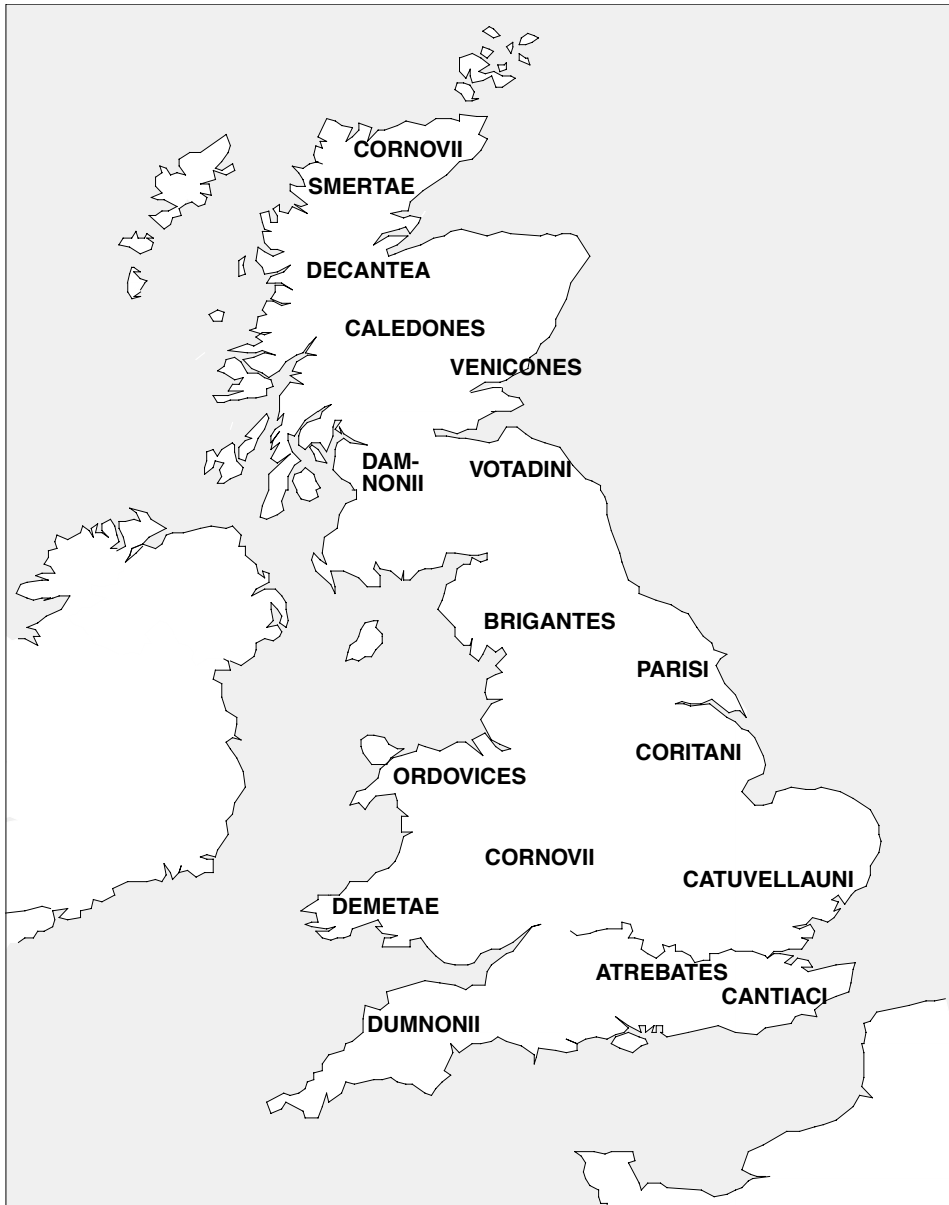 CORNOVII
SMERTAE
DECANTEA
CALEDONES
VENICONES
DAM-
NONII
VOTADINI
BRIGANTES
PARISI
CORITANI
ORDOVICES
CORNOVII
CATUVELLAUNI
DEMETAE
ATREBATES
CANTIACI
DUMNONII